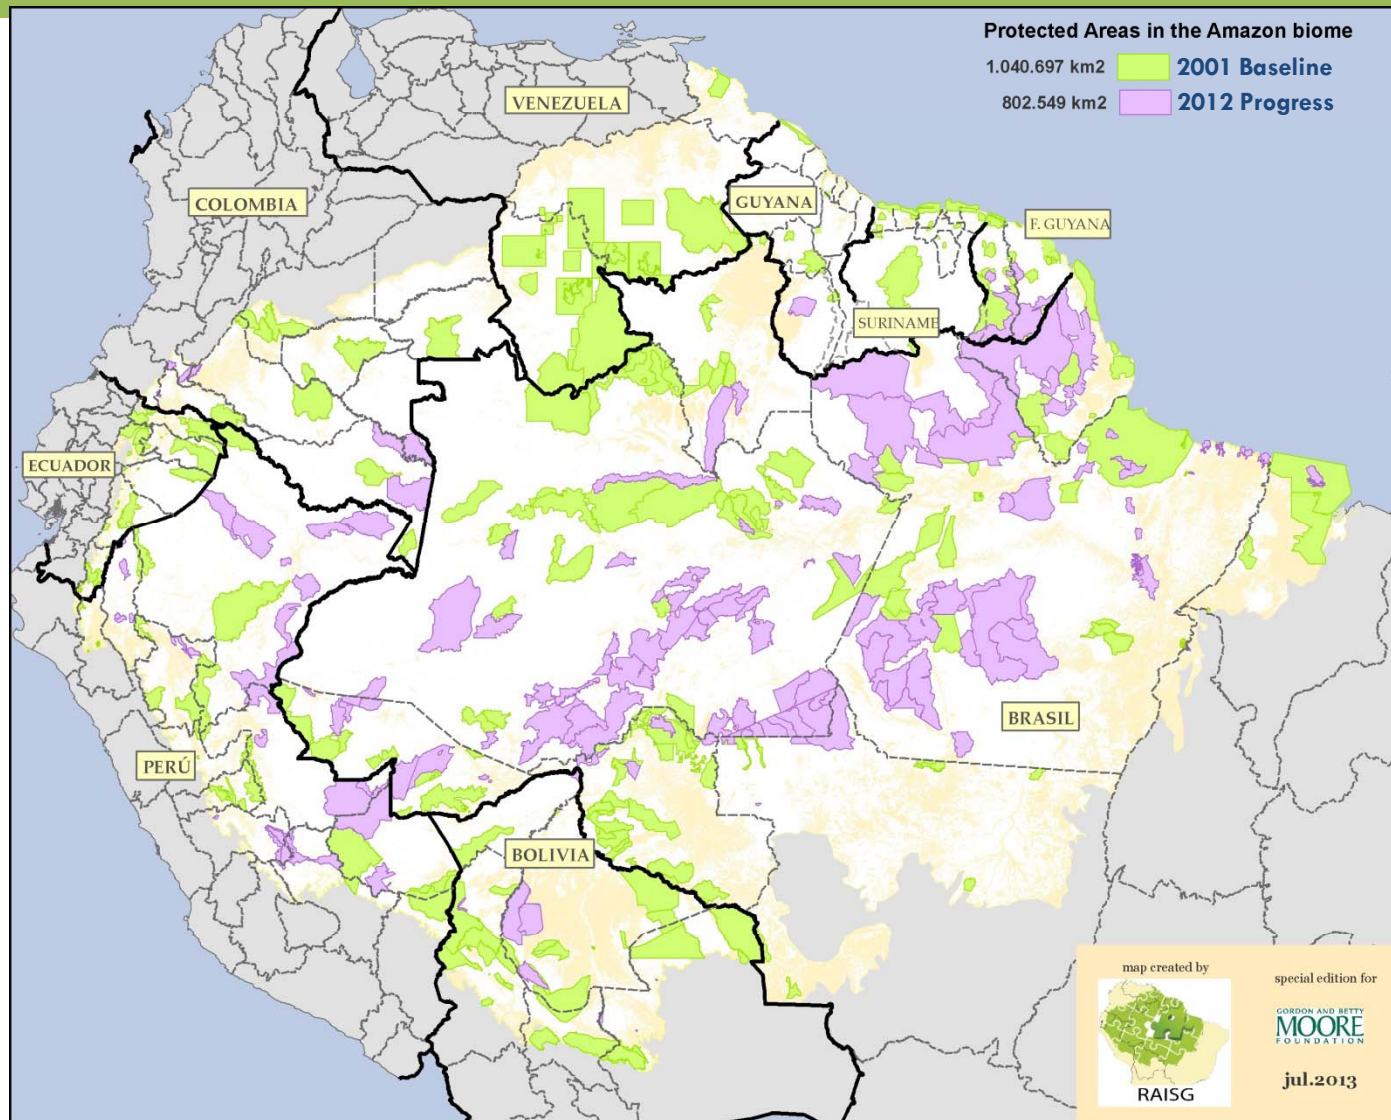 Protected Areas in the Amazon biome
1.040.697 km2 2001 Baseline
802.549 km2 2012 Progress
VENEZUELA
COLOMBIA
GUYANA
F. GUYANA
SURINAME
ECUADOR
BRASIL
PERÚ
BOLIVIA
map created by
RAISG
special edition for
GORDON AND BETTY
MOORE
FOUNDATION
jul.2013